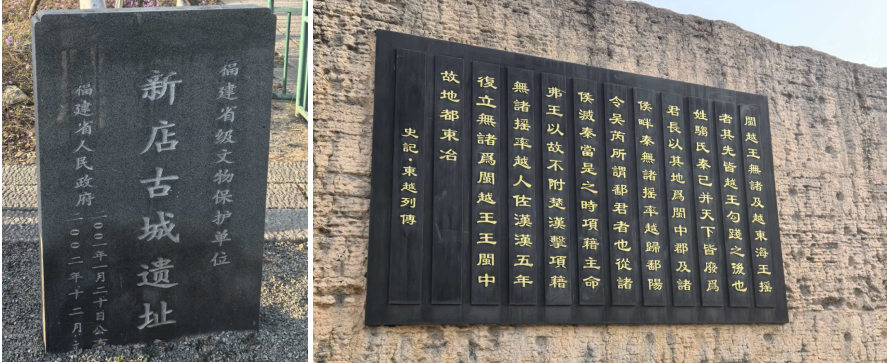 福建省级文物保护单位
新店古城遗址
福建省人民政府
二〇〇一年一月二十日公布
二〇〇二年十二月立
閩越王無諸及越東海王搖
者其先皆越王勾踐之後也
姓騶氏秦已并天下皆廢爲
君長以其地爲閩中郡及諸
侯畔秦無諸搖率越歸鄱陽
令吴芮所謂鄱君者也從諸
侯滅秦當是之時項藉主命
弗王以故不附楚漢擊項藉
無諸搖率越人佐漢漢五年
復立無諸爲閩越王王閩中
故地都東冶
史記·東越列傳